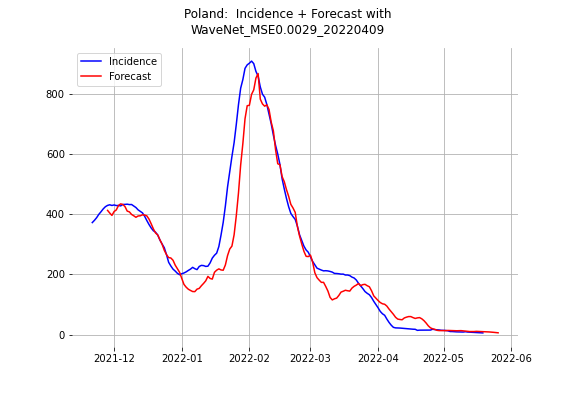 Poland:  Incidence + Forecast with
WaveNet_MSE0.0029_20220409
Incidence
Forecast
800
600
400
200
0
2021-12 2022-01 2022-02 2022-03 2022-04 2022-05 2022-06